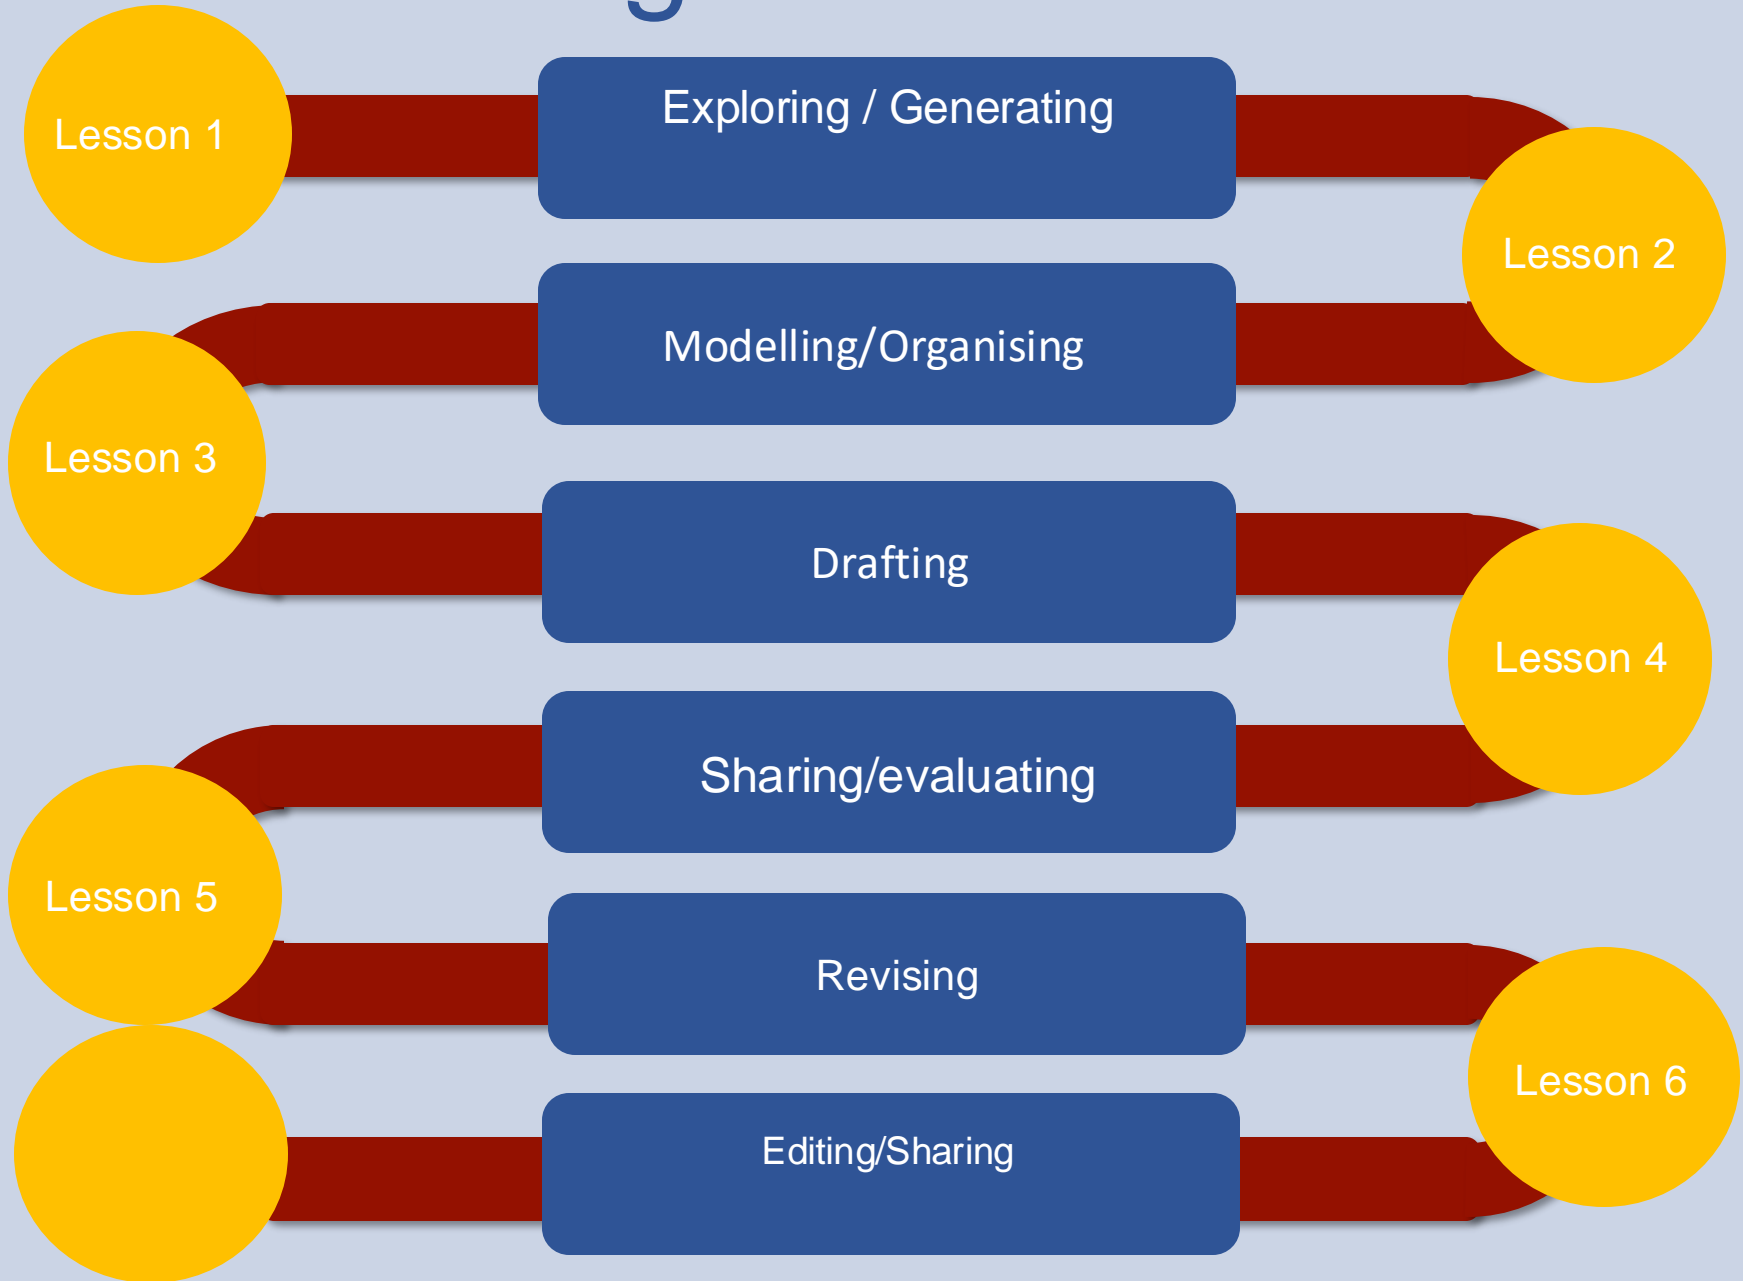 Lesson 1
Exploring / Generating
Lesson 2
Modelling/Organising
Lesson 3
Drafting
Lesson 4
Sharing/evaluating
Lesson 5
Revising
Lesson 6
Editing/Sharing